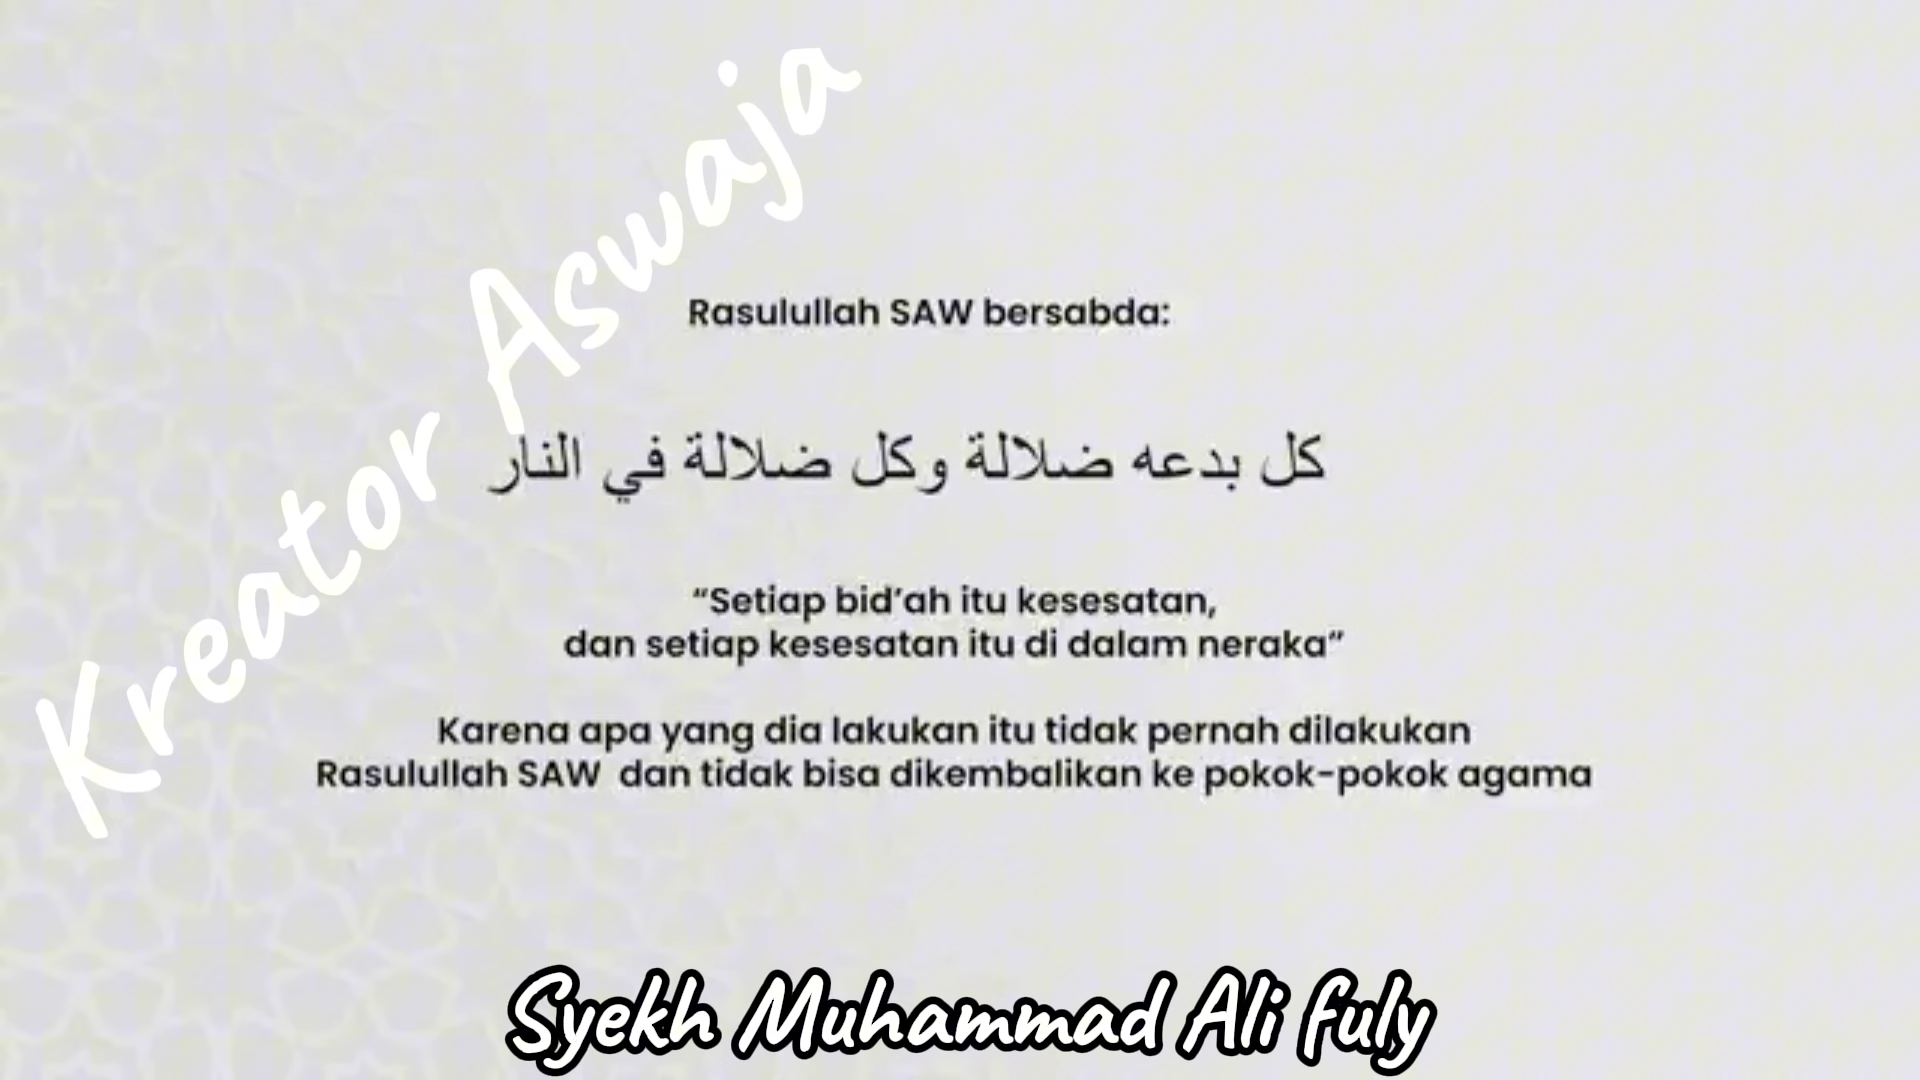 Kreator Aswaja
Rasulullah SAW bersabda:
كل بدعه ضلالة وكل ضلالة في النار
“Setiap bid’ah itu kesesatan,
dan setiap kesesatan itu di dalam neraka”
Karena apa yang dia lakukan itu tidak pernah dilakukan
Rasulullah SAW dan tidak bisa dikembalikan ke pokok-pokok agama
Syekh Muhammad Ali fuly